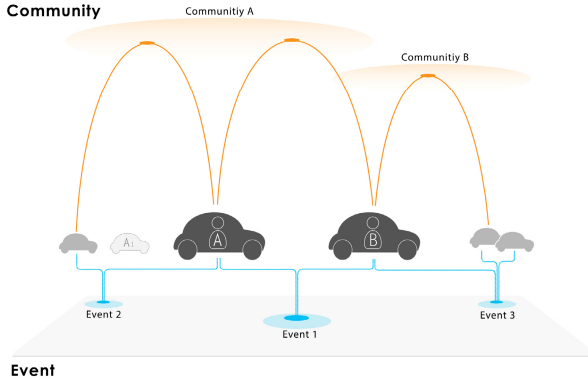 Community
Communitiy A
Communitiy B
A₁
A
B
Event 2
Event 1
Event 3
Event